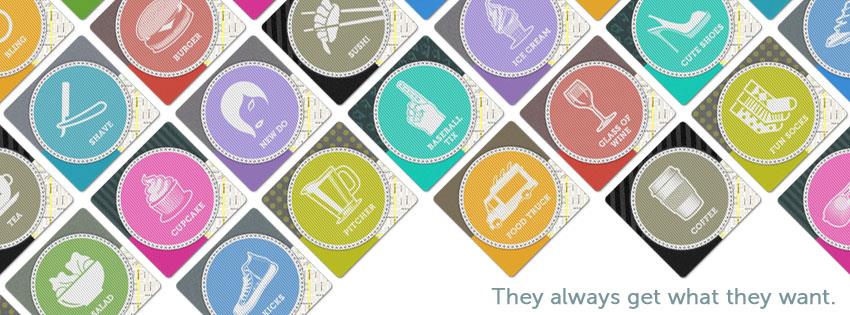 BLING
BURGER
SUSHI
ICE CREAM
CUTE SHOES
SHAVE
NEW DO
BASEBALL
TIX
GLASS OF
WINE
FUN SOCKS
TEA
CUPCAKE
PITCHER
FOOD TRUCK
COFFEE
SALAD
KICKS
They always get what they want.